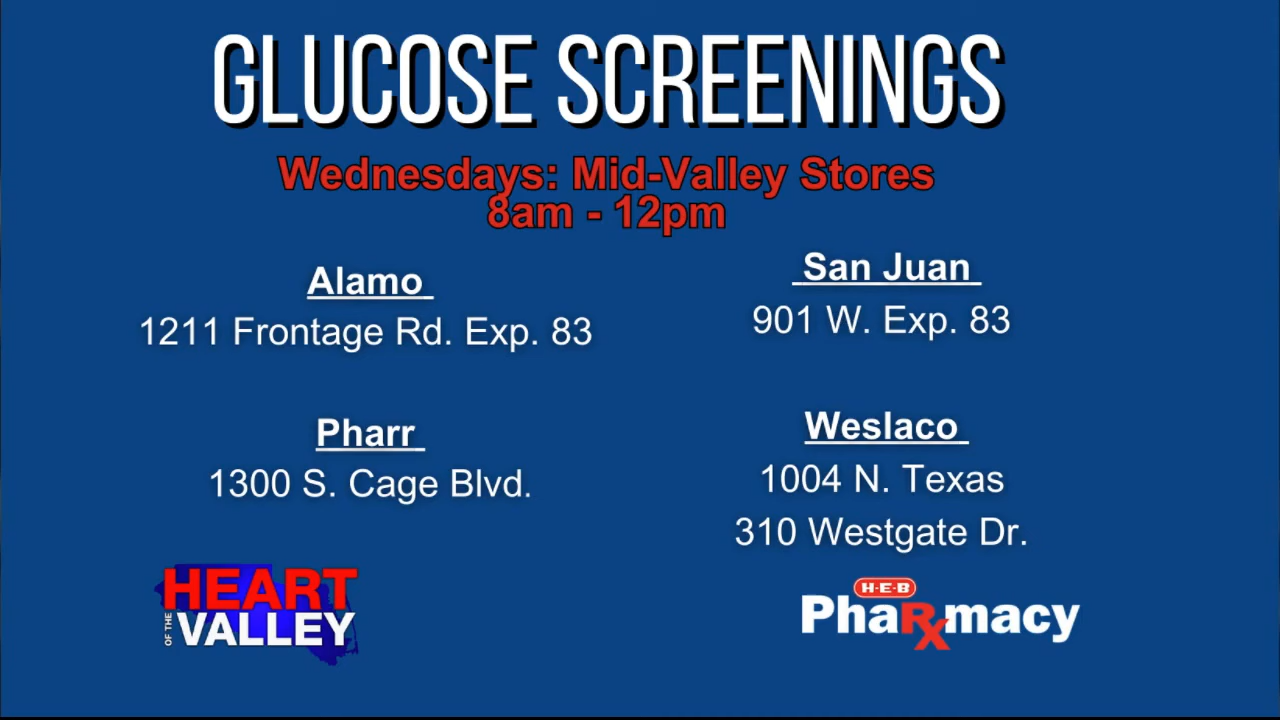 GLUCOSE SCREENINGS
Wednesdays: Mid-Valley Stores
8am - 12pm
Alamo
1211 Frontage Rd. Exp. 83
San Juan
901 W. Exp. 83
Pharr
1300 S. Cage Blvd.
Weslaco
1004 N. Texas
310 Westgate Dr.
HEART
OF THE
VALLEY
H-E-B
PhaRxmacy